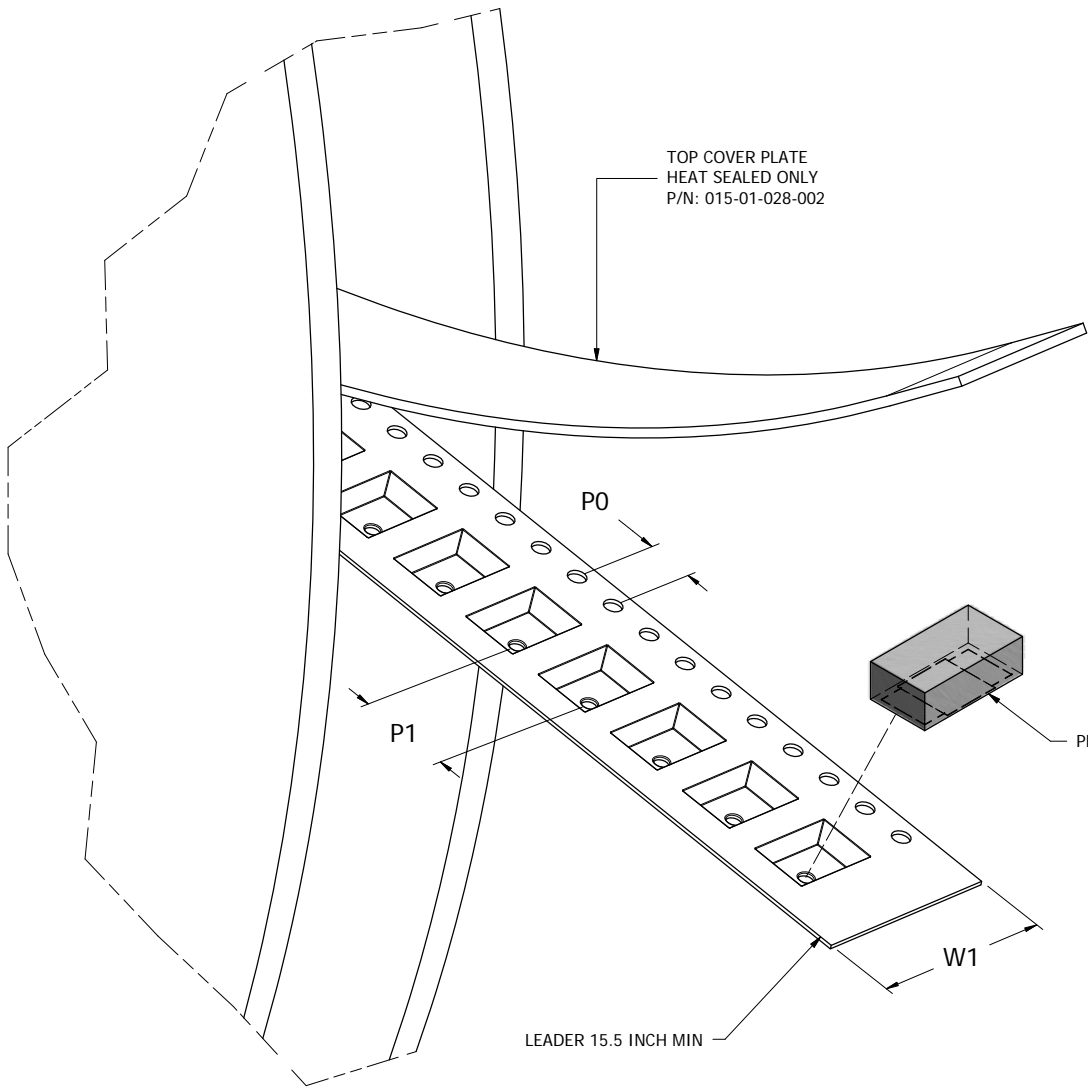 TOP COVER PLATE
HEAT SEALED ONLY
P/N: 015-01-028-002
P0
P1
W1
LEADER 15.5 INCH MIN